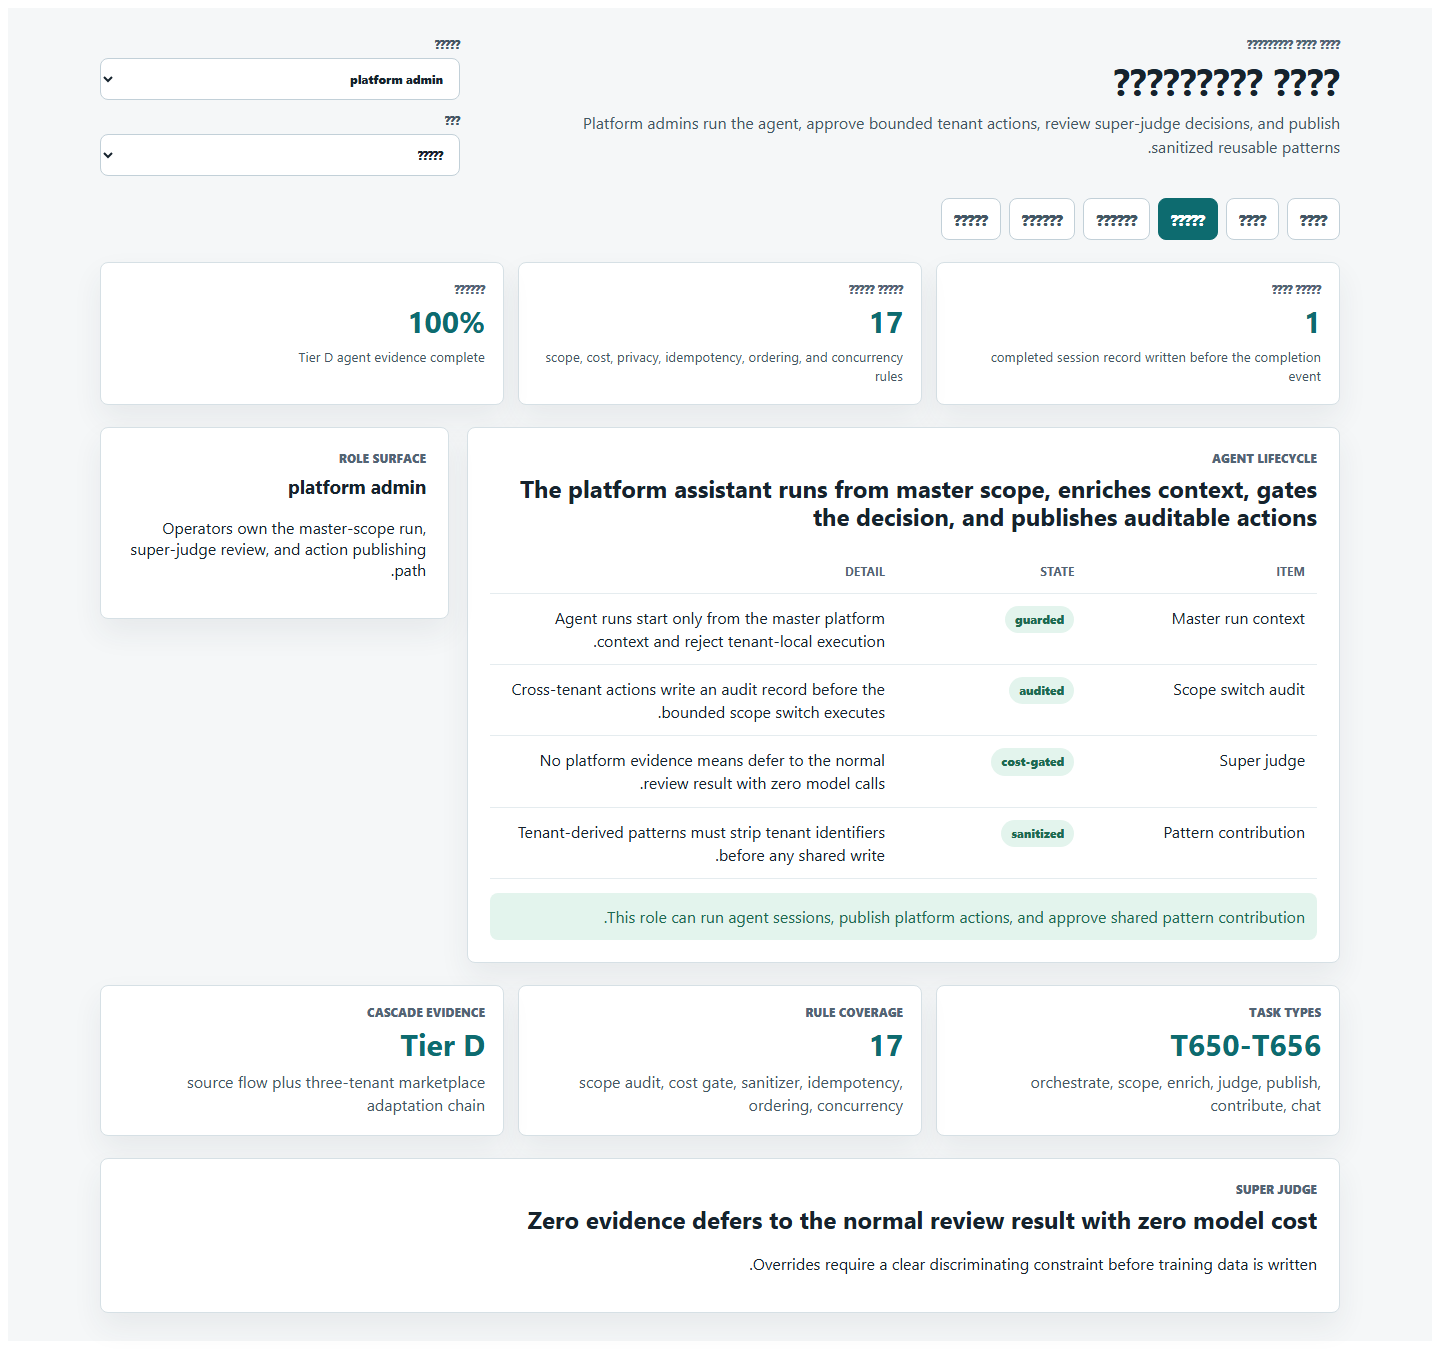 ????????? ???? ????
????????? ????
Platform admins run the agent, approve bounded tenant actions, review super-judge decisions, and publish
.sanitized reusable patterns
?????
platform admin
???
?????
????
????
?????
??????
??????
?????
???? ?????
1
completed session record written before the completion
event
????? ?????
17
scope, cost, privacy, idempotency, ordering, and concurrency
rules
??????
100%
Tier D agent evidence complete
AGENT LIFECYCLE
The platform assistant runs from master scope, enriches context, gates
the decision, and publishes auditable actions
ITEM
STATE
DETAIL
Master run context
guarded
Agent runs start only from the master platform
.context and reject tenant-local execution
Scope switch audit
audited
Cross-tenant actions write an audit record before the
.bounded scope switch executes
Super judge
cost-gated
No platform evidence means defer to the normal
.review result with zero model calls
Pattern contribution
sanitized
Tenant-derived patterns must strip tenant identifiers
.before any shared write
.This role can run agent sessions, publish platform actions, and approve shared pattern contribution
ROLE SURFACE
platform admin
Operators own the master-scope run,
super-judge review, and action publishing
.path
TASK TYPES
T650-T656
orchestrate, scope, enrich, judge, publish,
contribute, chat
RULE COVERAGE
17
scope audit, cost gate, sanitizer, idempotency,
ordering, concurrency
CASCADE EVIDENCE
Tier D
source flow plus three-tenant marketplace
adaptation chain
SUPER JUDGE
Zero evidence defers to the normal review result with zero model cost
.Overrides require a clear discriminating constraint before training data is written